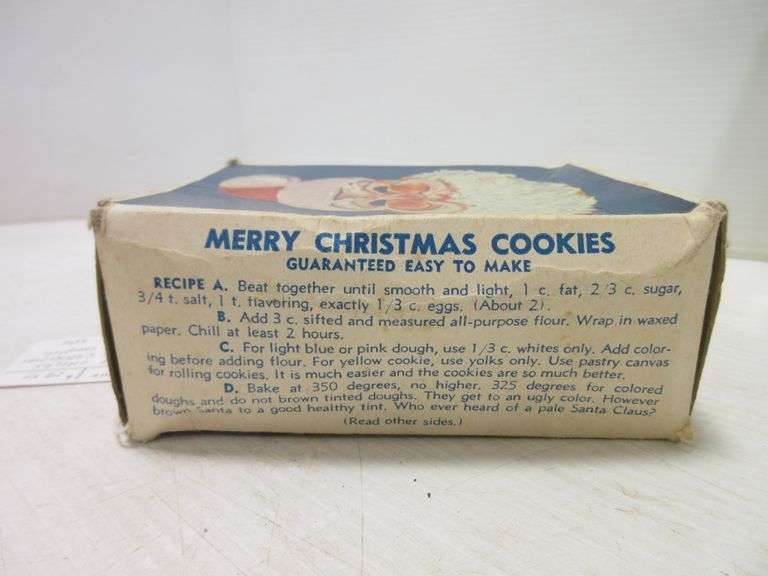 MERRY CHRISTMAS COOKIES
GUARANTEED EASY TO MAKE
RECIPE A. Beat together until smooth and light, 1 c. fat, 2/3 c. sugar,
3/4 t. salt, 1 t. flavoring, exactly 1/3 c. eggs. (About 2).
B. Add 3 c. sifted and measured all-purpose flour. Wrap in waxed
paper. Chill at least 2 hours.
C. For light blue or pink dough, use 1/3 c. whites only. Add color-
ing before adding flour. For yellow cookie, use yolks only. Use pastry canvas
for rolling cookies. It is much easier and the cookies are so much better.
D. Bake at 350 degrees, no higher. 325 degrees for colored
doughs and do not brown tinted doughs. They get to an ugly color. However
brown Santa to a good healthy tint. Who ever heard of a pale Santa Claus?
(Read other sides.)